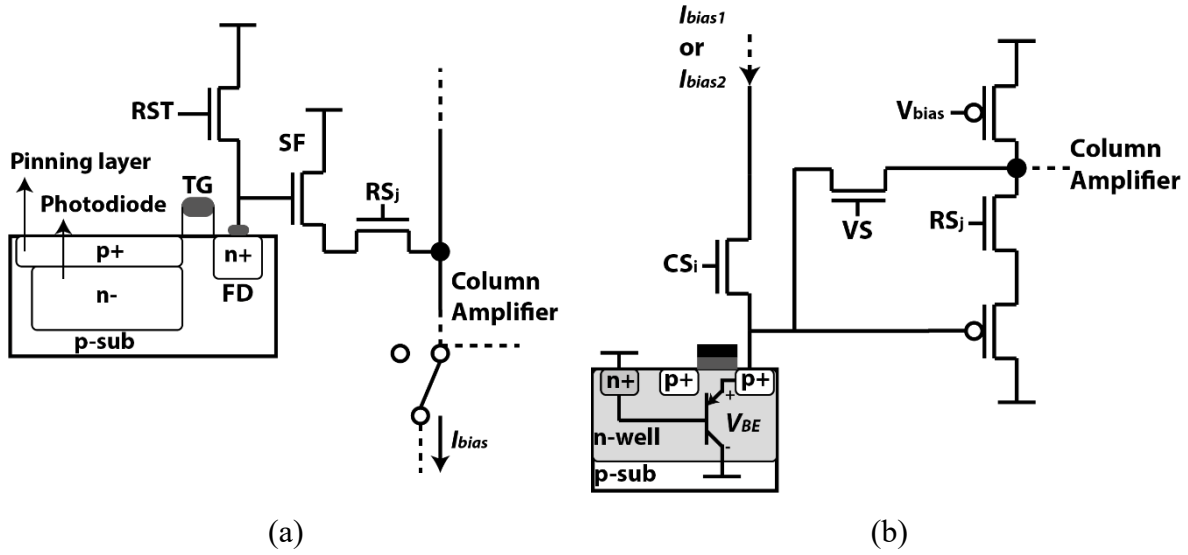 RST
SF
Pinning layer
TG
Photodiode
RSj
p+
n+
FD
n-
p-sub
Column
Amplifier
Ibias
(a)
Ibias1
or
Ibias2
Vbias
Column
Amplifier
VS
RSj
CSi
n+
p+
p+
+
VBE
-
n-well
p-sub
(b)